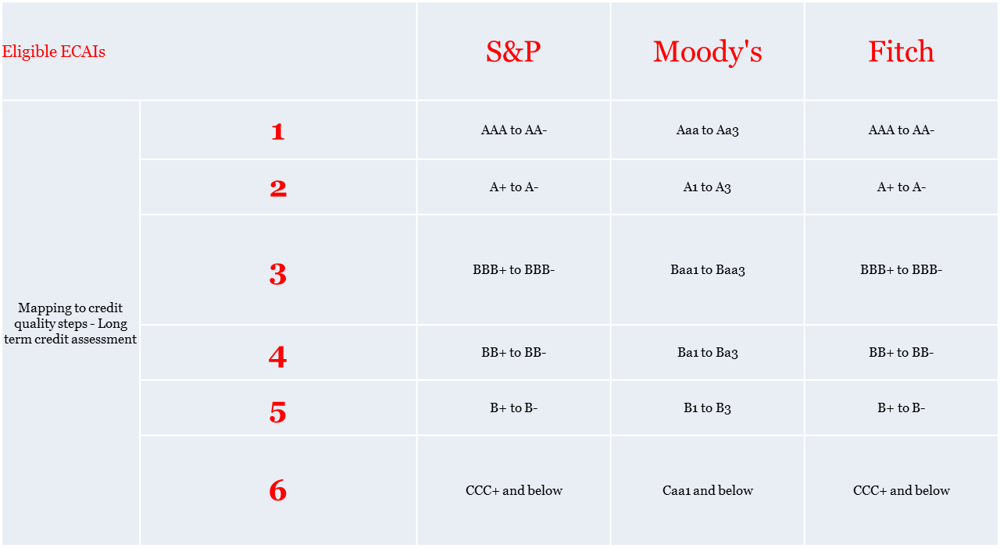 Eligible ECAIs
S&P
Moody's
Fitch
1
AAA to AA-
Aaa to Aa3
AAA to AA-
2
A+ to A-
A1 to A3
A+ to A-
3
BBB+ to BBB-
Baa1 to Baa3
BBB+ to BBB-
Mapping to credit
quality steps - Long
term credit assessment
4
BB+ to BB-
Ba1 to Ba3
BB+ to BB-
5
B+ to B-
B1 to B3
B+ to B-
6
CCC+ and below
Caa1 and below
CCC+ and below